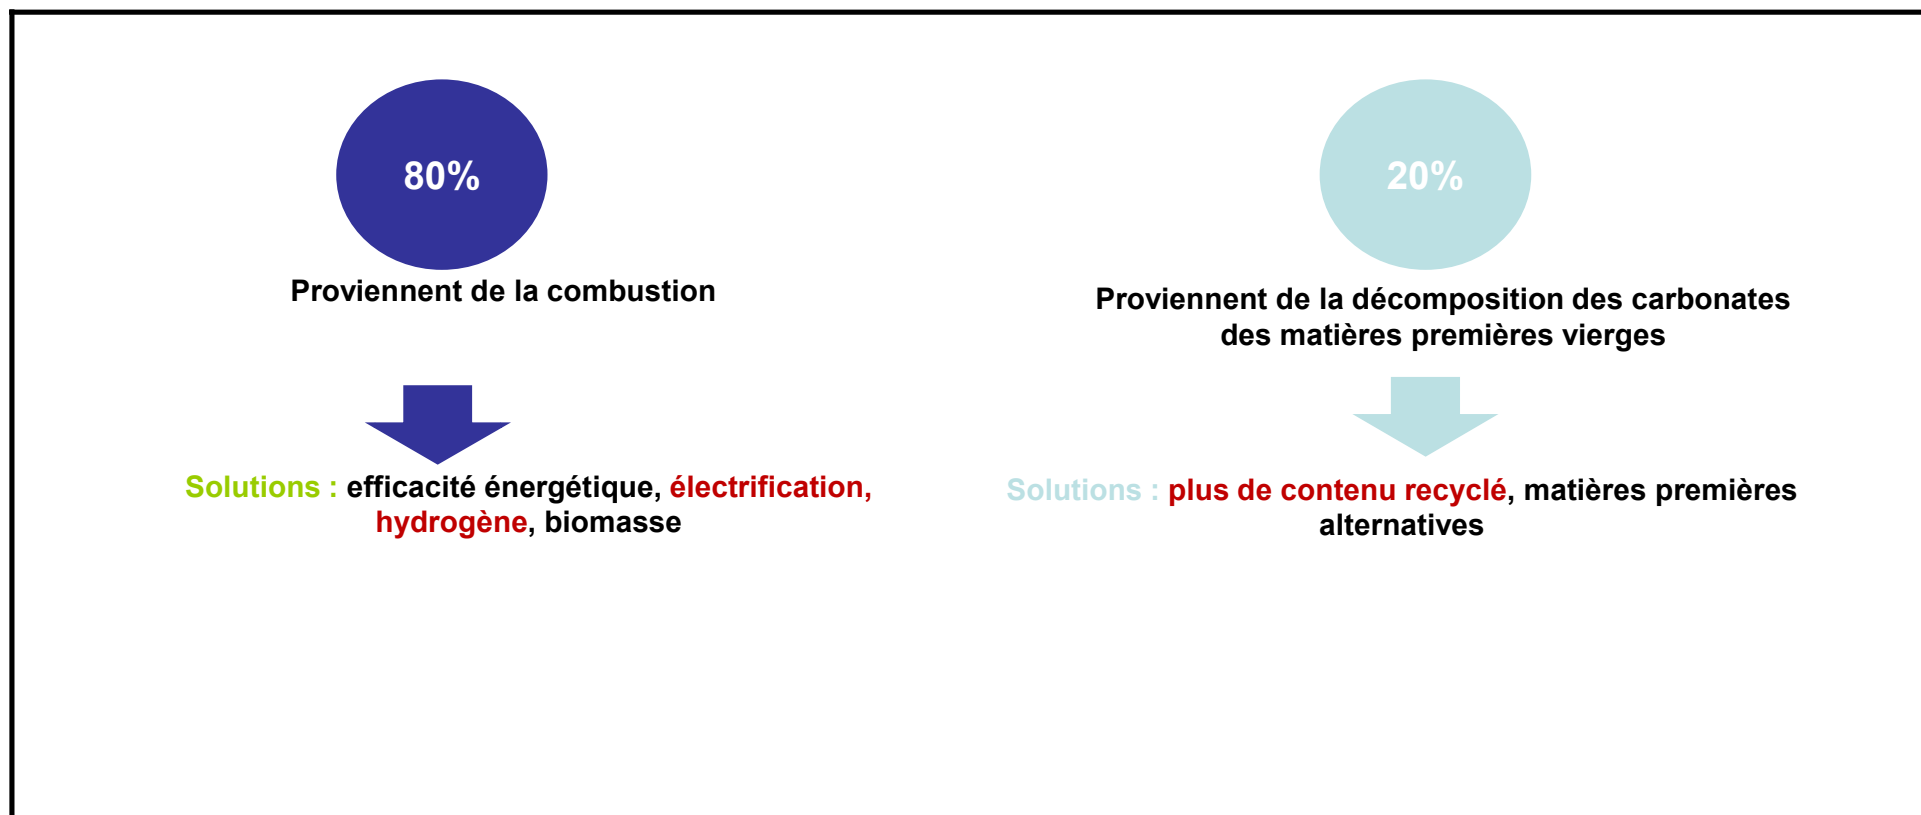 80%
Proviennent de la combustion
Solutions : efficacité énergétique, électrification,
hydrogène, biomasse
20%
Proviennent de la décomposition des carbonates
des matières premières vierges
Solutions : plus de contenu recyclé, matières premières
alternatives